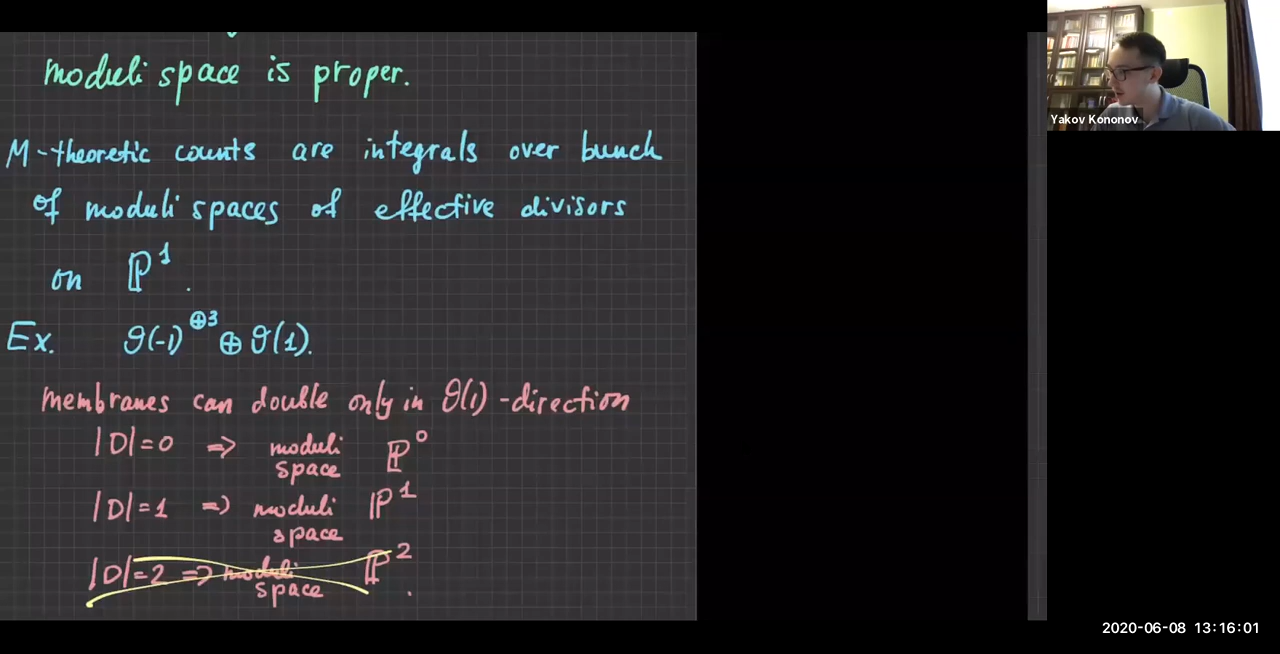 moduli space is proper.
M-theoretic counts are integrals over bunch
of moduli spaces of effective divisors
on ℙ¹.
Ex. 𝒪(-1)^⊕3 ⊕ 𝒪(1).
membranes can double only in 𝒪(1)-direction
|D|=0 => moduli space ℙ⁰
|D|=1 => moduli space ℙ¹
|D|=2 => moduli space ℙ².
Yakov Kononov
2020-06-08 13:16:01